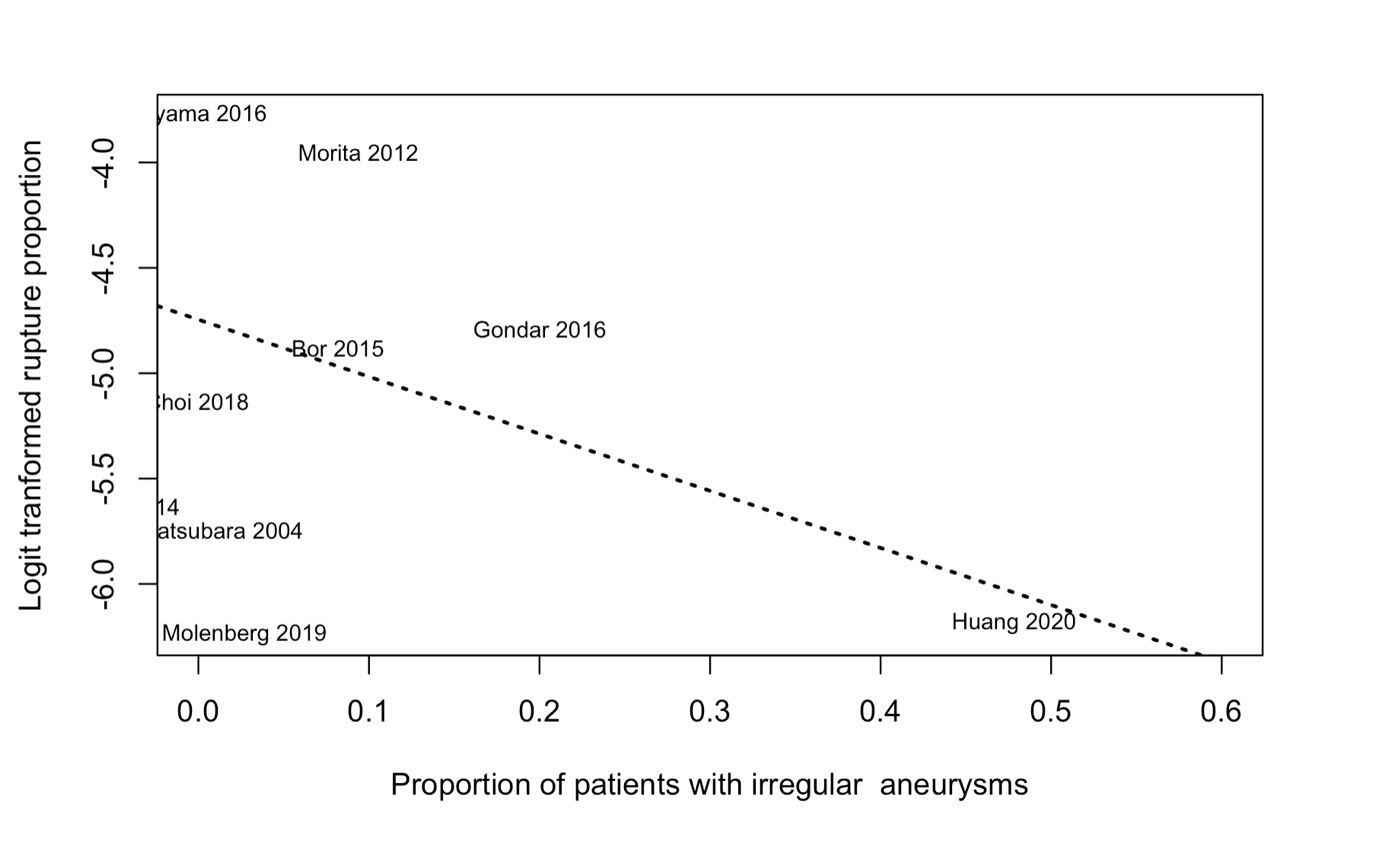 yama 2016
Morita 2012
Gondar 2016
Bor 2015
hoi 2018
14
atsubara 2004
Huang 2020
Molenberg 2019
Logit tranformed rupture proportion
-4.0
-4.5
-5.0
-5.5
-6.0
0.0 0.1 0.2 0.3 0.4 0.5 0.6
Proportion of patients with irregular aneurysms